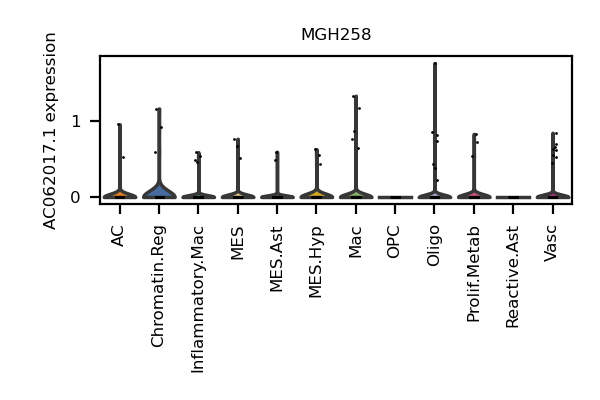 MGH258
AC062017.1 expression
1
0
AC
Chromatin.Reg
Inflammatory.Mac
MES
MES.Ast
MES.Hyp
Mac
OPC
Oligo
Prolif.Metab
Reactive.Ast
Vasc